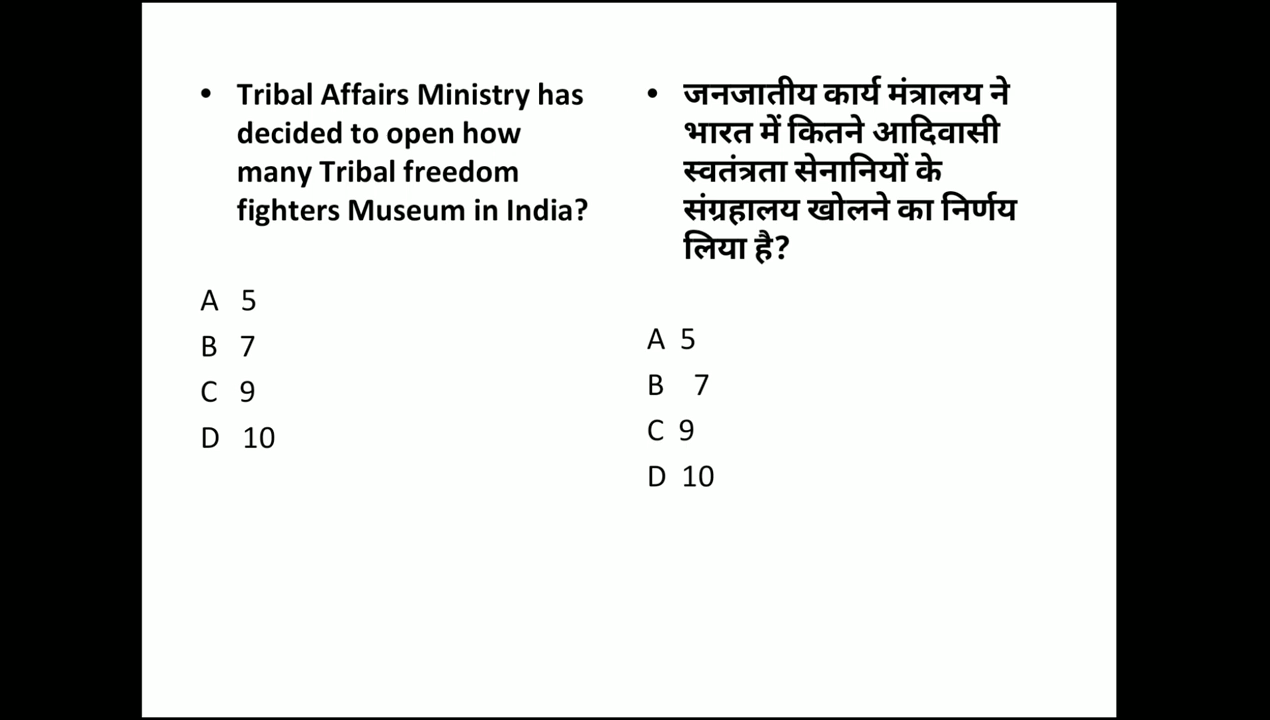 • Tribal Affairs Ministry has
decided to open how
many Tribal freedom
fighters Museum in India?
A 5
B 7
C 9
D 10
• जनजातीय कार्य मंत्रालय ने
भारत में कितने आदिवासी
स्वतंत्रता सेनानियों के
संग्रहालय खोलने का निर्णय
लिया है?
A 5
B 7
C 9
D 10